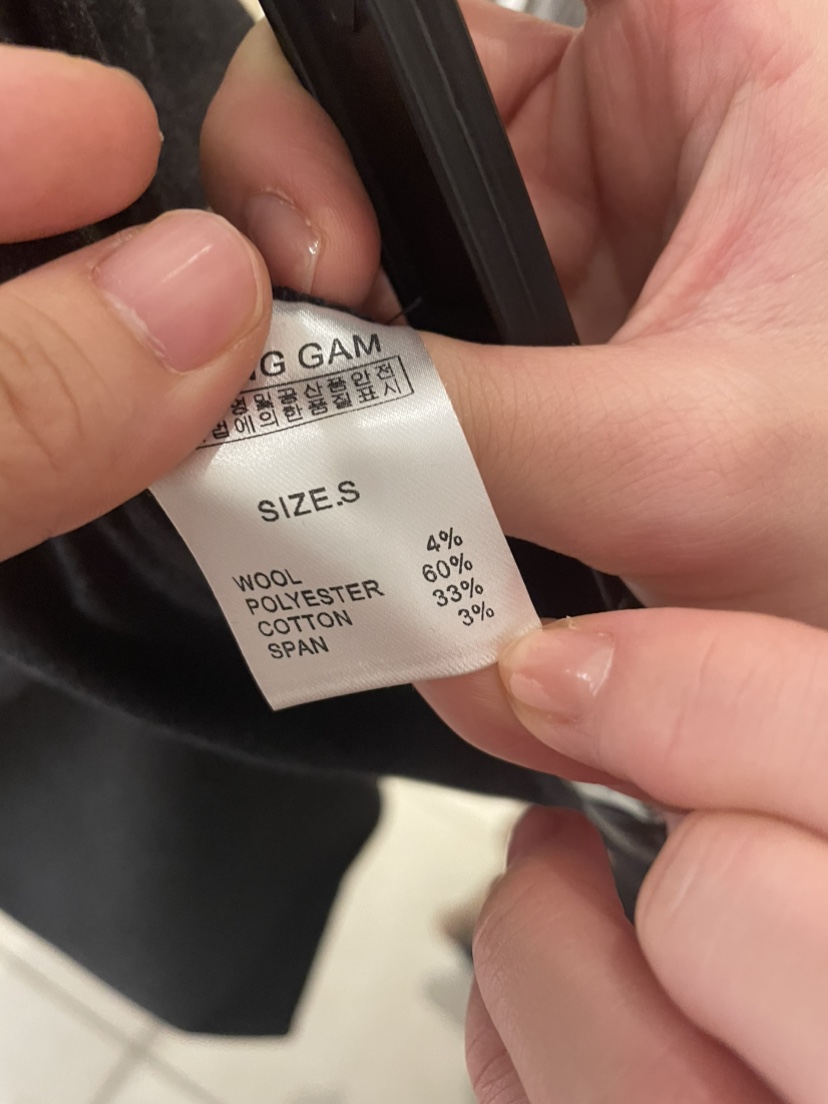 GAM
및 공산품안전
법에의한품질표시
SIZE.S
WOOL 4%
POLYESTER 60%
COTTON 33%
SPAN 3%